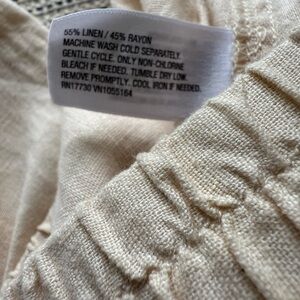 55% LINEN / 45% RAYON
MACHINE WASH COLD SEPARATELY.
GENTLE CYCLE. ONLY NON-CHLORINE
BLEACH IF NEEDED. TUMBLE DRY LOW.
REMOVE PROMPTLY. COOL IRON IF NEEDED.
RN17730 VN1055164